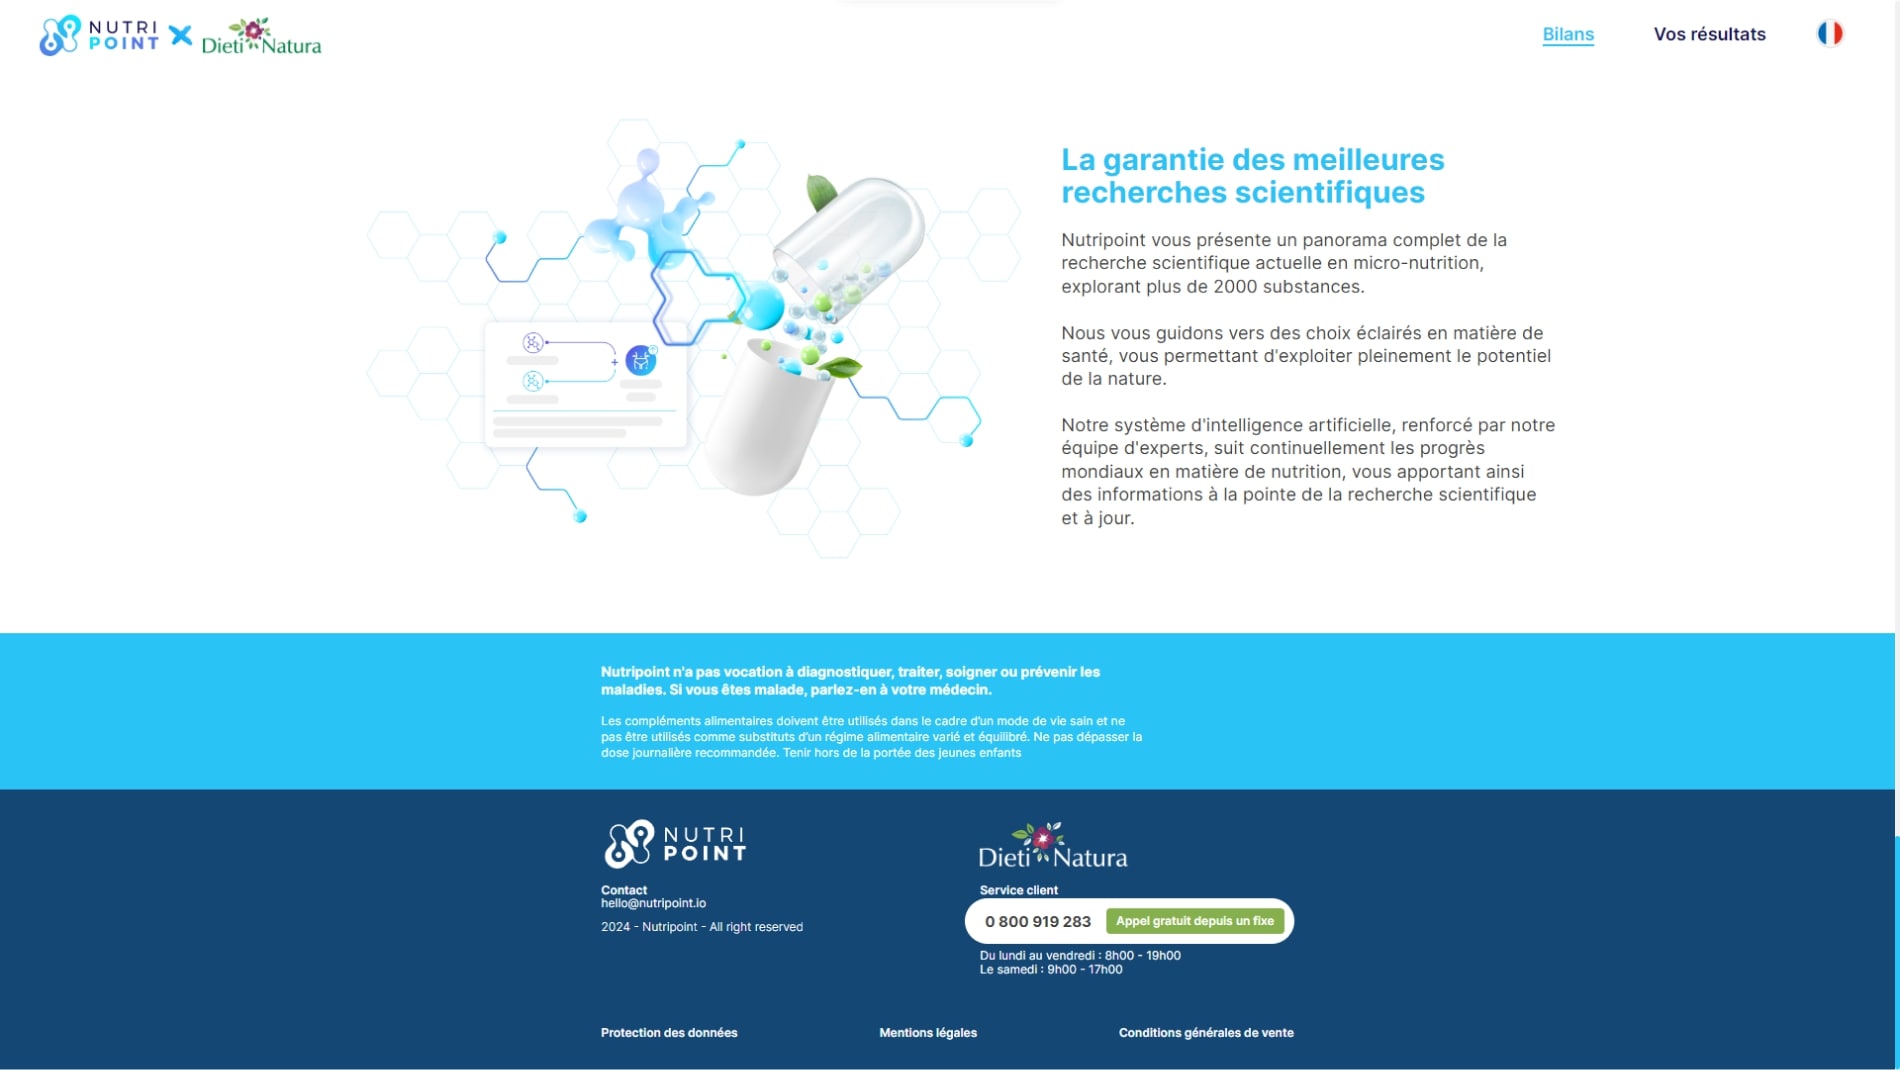 NUTRI
POINT
Dieti Natura
Bilans
Vos résultats
La garantie des meilleures
recherches scientifiques
Nutripoint vous présente un panorama complet de la
recherche scientifique actuelle en micro-nutrition,
explorant plus de 2000 substances.
Nous vous guidons vers des choix éclairés en matière de
santé, vous permettant d'exploiter pleinement le potentiel
de la nature.
Notre système d'intelligence artificielle, renforcé par notre
équipe d'experts, suit continuellement les progrès
mondiaux en matière de nutrition, vous apportant ainsi
des informations à la pointe de la recherche scientifique
et à jour.
Nutripoint n'a pas vocation à diagnostiquer, traiter, soigner ou prévenir les
maladies. Si vous êtes malade, parlez-en à votre médecin.
Les compléments alimentaires doivent être utilisés dans le cadre d'un mode de vie sain et ne
pas être utilisés comme substituts d'un régime alimentaire varié et équilibré. Ne pas dépasser la
dose journalière recommandée. Tenir hors de la portée des jeunes enfants
NUTRI
POINT
Contact
hello@nutripoint.io
2024 - Nutripoint - All right reserved
Dieti Natura
Service client
0 800 919 283
Appel gratuit depuis un fixe
Du lundi au vendredi : 8h00 - 19h00
Le samedi : 9h00 - 17h00
Protection des données
Mentions légales
Conditions générales de vente